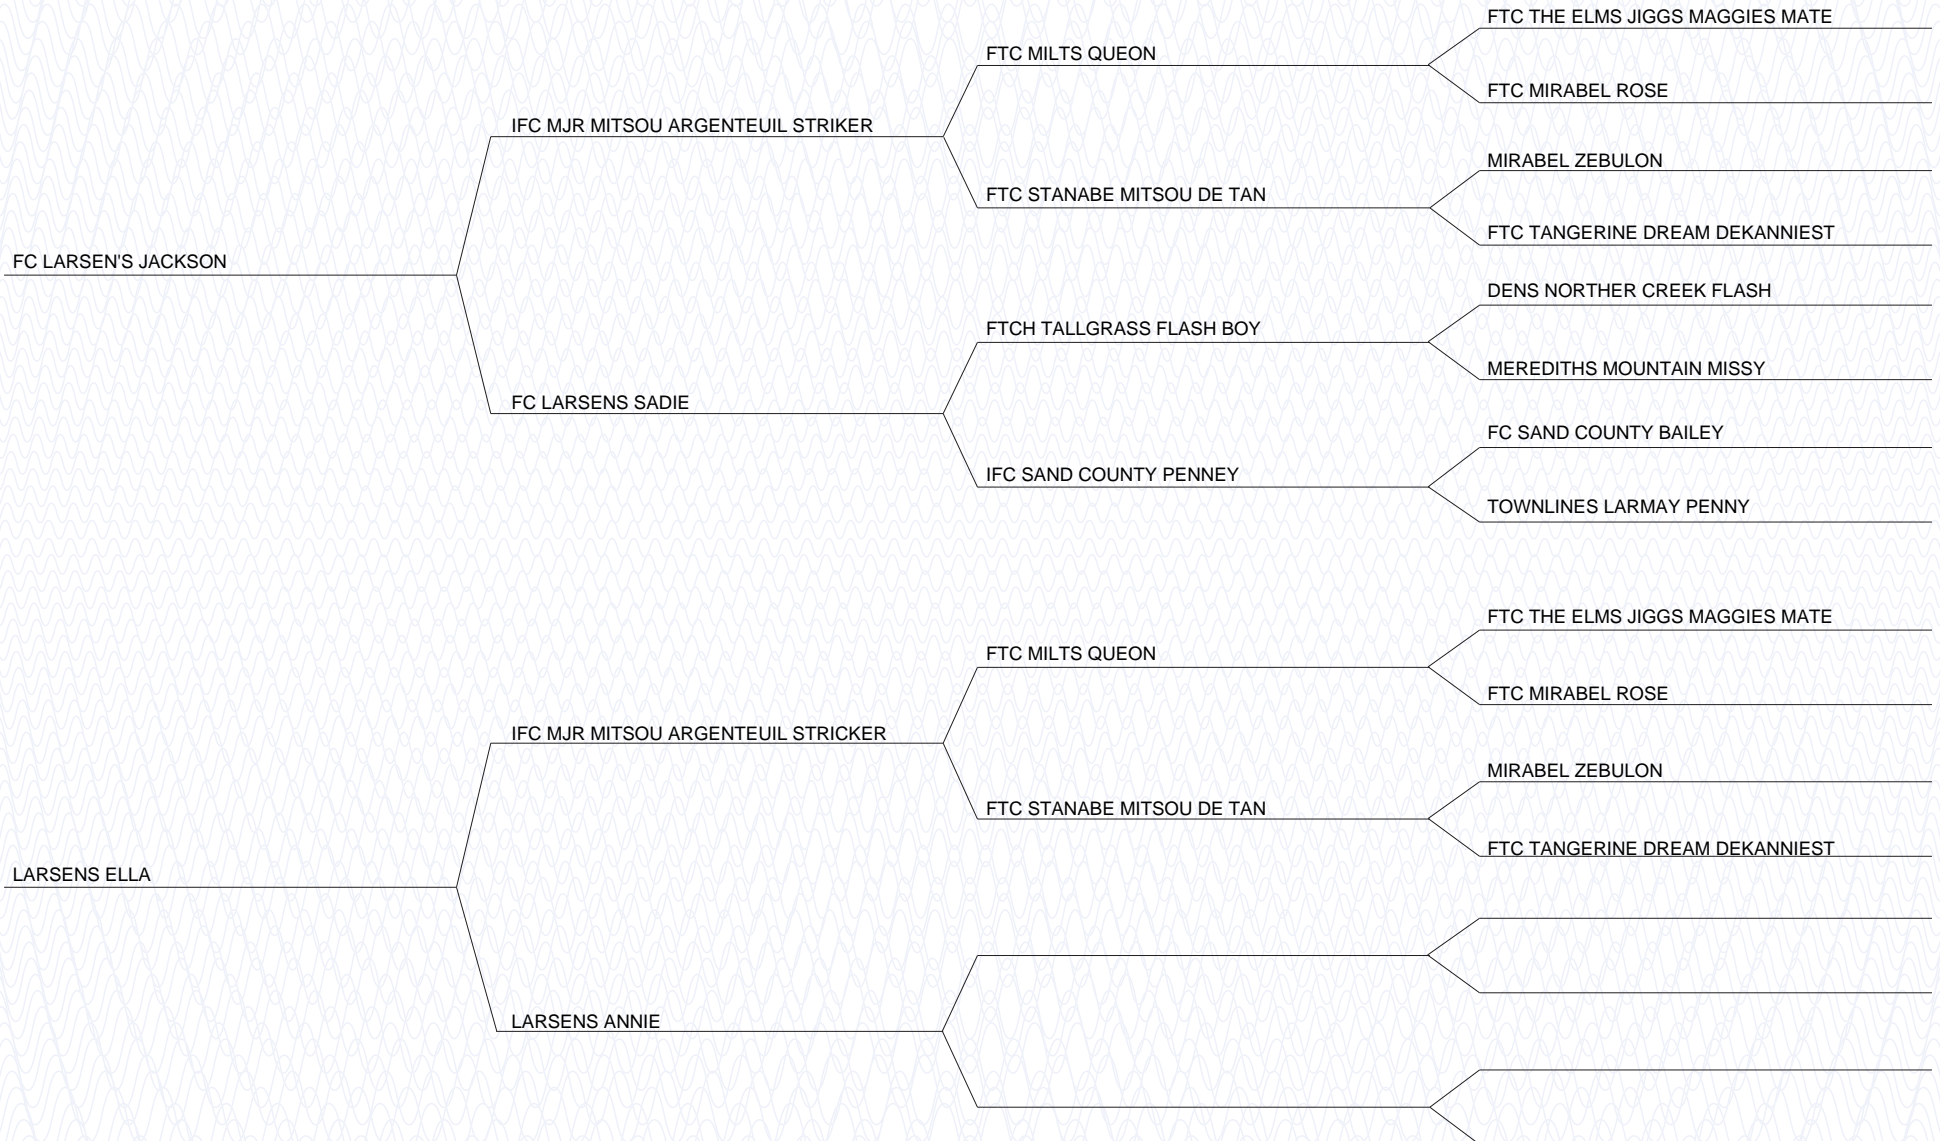 FTC THE ELMS JIGGS MAGGIES MATE
FTC MILTS QUEON
FTC MIRABEL ROSE
IFC MJR MITSOU ARGENTEUIL STRIKER
MIRABEL ZEBULON
FTC STANABE MITSOU DE TAN
FTC TANGERINE DREAM DEKANNIEST
FC LARSEN'S JACKSON
DENS NORTHER CREEK FLASH
FTCH TALLGRASS FLASH BOY
MEREDITHS MOUNTAIN MISSY
FC LARSENS SADIE
FC SAND COUNTY BAILEY
IFC SAND COUNTY PENNEY
TOWNLINES LARMAY PENNY
FTC THE ELMS JIGGS MAGGIES MATE
FTC MILTS QUEON
FTC MIRABEL ROSE
IFC MJR MITSOU ARGENTEUIL STRICKER
MIRABEL ZEBULON
FTC STANABE MITSOU DE TAN
FTC TANGERINE DREAM DEKANNIEST
LARSENS ELLA
LARSENS ANNIE